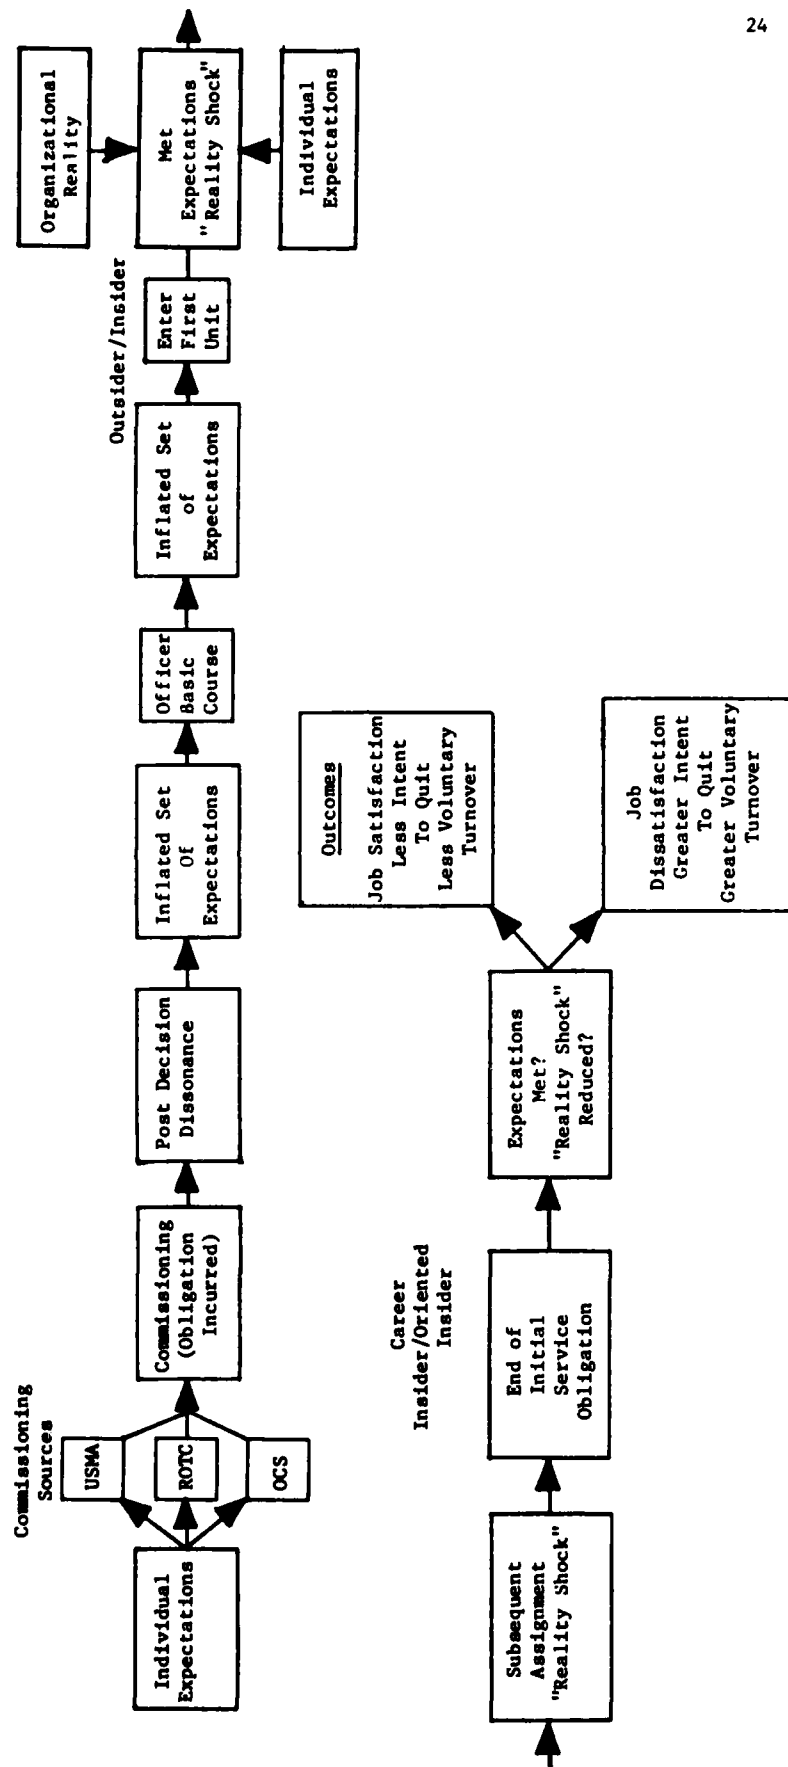 24
Commissioning
Sources
Individual
Expectations
USMA
ROTC
OCS
Commissioning
(Obligation
Incurred)
Post Decision
Dissonance
Inflated Set
Of
Expectations
Officer
Basic
Course
Inflated Set
of
Expectations
Outsider/Insider
Enter
First
Unit
Organizational
Reality
Met
Expectations
"Reality Shock"
Individual
Expectations
Subsequent
Assignment
"Reality Shock"
Career
Insider/Oriented
Insider
End of
Initial
Service
Obligation
Expectations
Met?
"Reality Shock"
Reduced?
Outcomes
Job Satisfaction
Less Intent
To Quit
Less Voluntary
Turnover
Job
Dissatisfaction
Greater Intent
To Quit
Greater Voluntary
Turnover